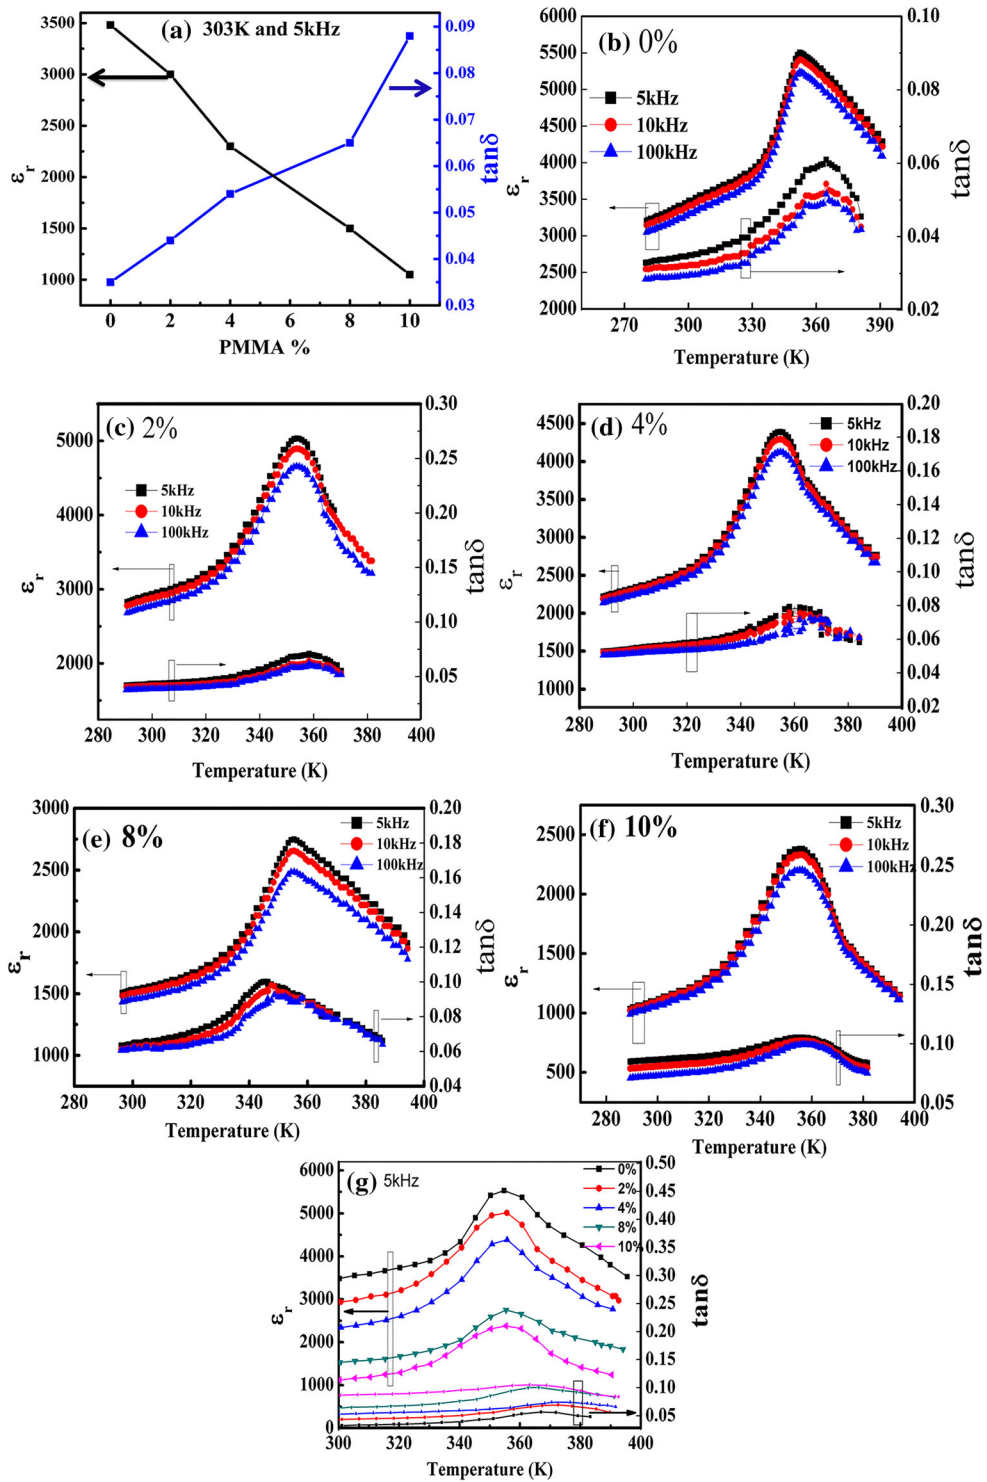 (a) 303K and 5kHz
3500
3000
2500
2000
1500
1000
εr
0.09
0.08
0.07
0.06
0.05
0.04
0.03
tanδ
0 2 4 6 8 10
PMMA %
(b) 0%
6000
5500
5000
4500
4000
3500
3000
2500
2000
εr
5kHz
10kHz
100kHz
0.10
0.08
0.06
0.04
0.02
tanδ
270 300 330 360 390
Temperature (K)
(c) 2%
5000
4000
3000
2000
εr
5kHz
10kHz
100kHz
0.30
0.25
0.20
0.15
0.10
0.05
0.00
tanδ
280 300 320 340 360 380 400
Temperature (K)
(d) 4%
4500
4000
3500
3000
2500
2000
1500
1000
εr
5kHz
10kHz
100kHz
0.20
0.18
0.16
0.14
0.12
0.10
0.08
0.06
0.04
0.02
tanδ
280 300 320 340 360 380 400
Temperature (K)
(e) 8%
3000
2500
2000
1500
1000
εr
5kHz
10kHz
100kHz
0.20
0.18
0.16
0.14
0.12
0.10
0.08
0.06
0.04
tanδ
280 300 320 340 360 380 400
Temperature (K)
(f) 10%
2500
2000
1500
1000
500
εr
5kHz
10kHz
100kHz
0.30
0.25
0.20
0.15
0.10
0.05
tanδ
280 300 320 340 360 380 400
Temperature (K)
(g) 5kHz
6000
5000
4000
3000
2000
1000
0
εr
0%
2%
4%
8%
10%
0.50
0.45
0.40
0.35
0.30
0.25
0.20
0.15
0.10
0.05
tanδ
300 320 340 360 380 400
Temperature (K)